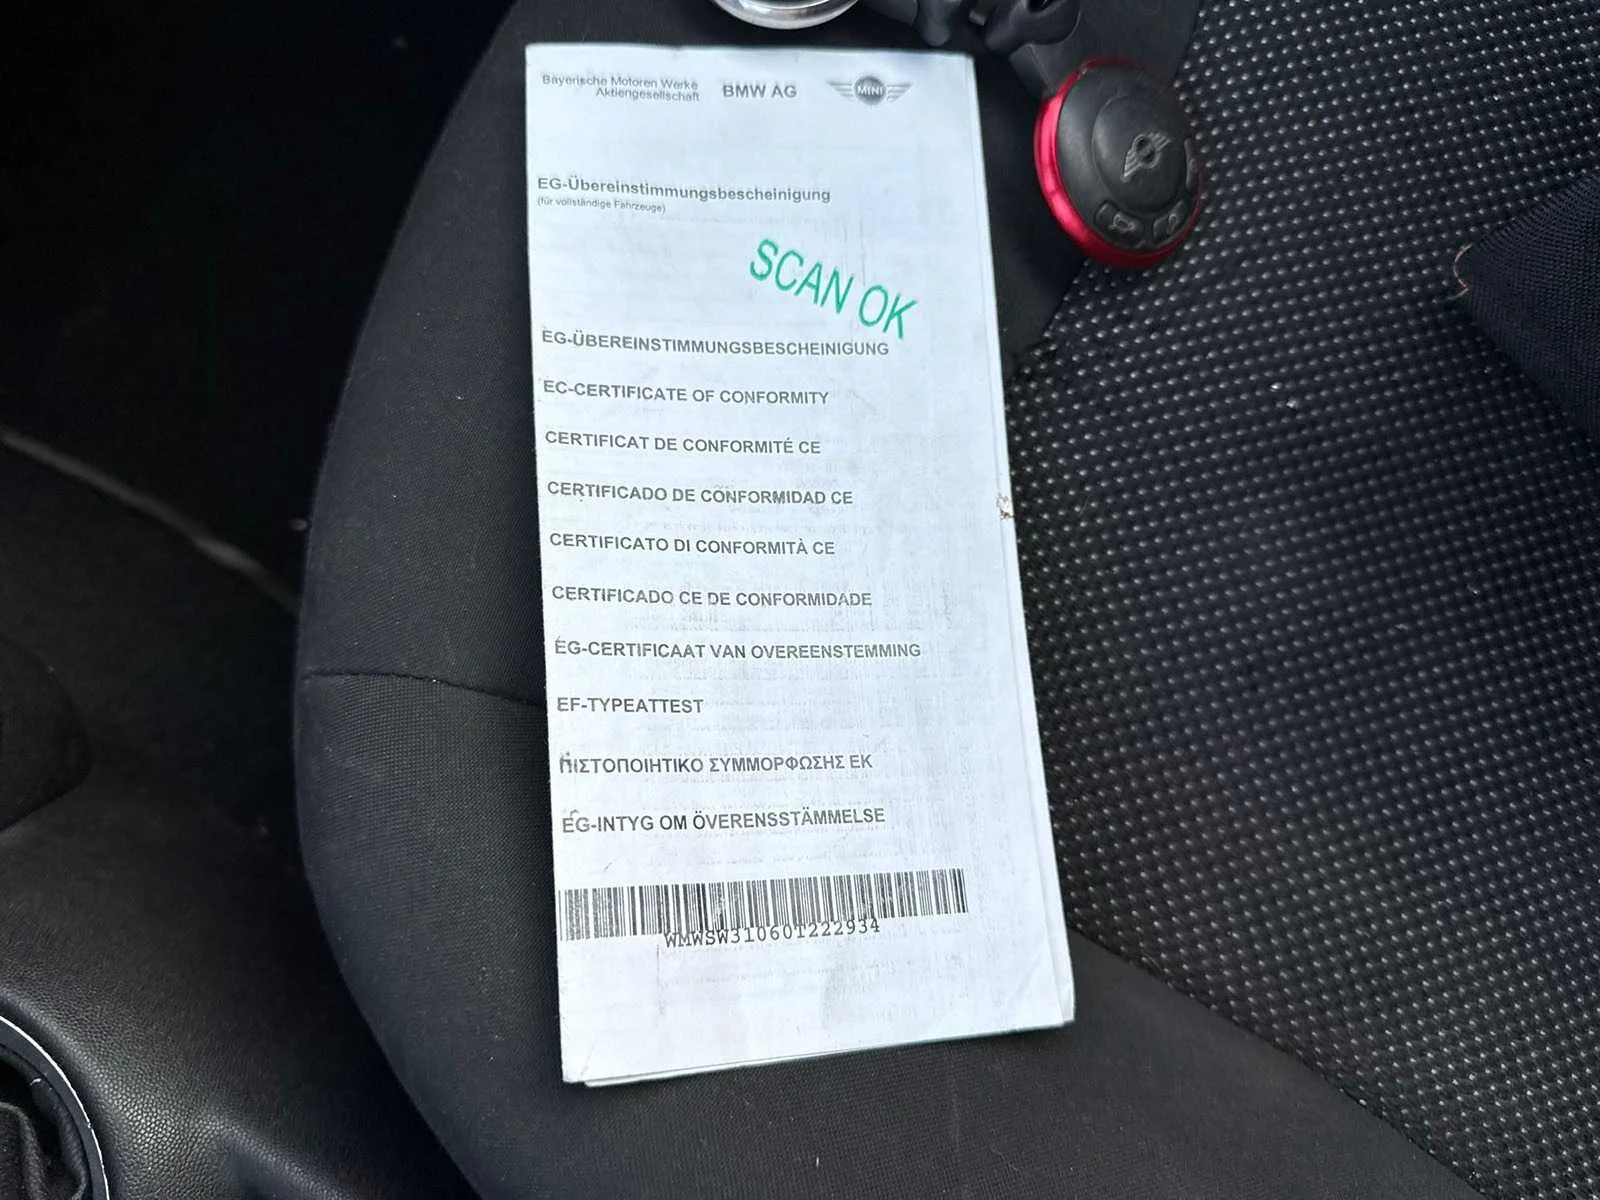 Bayerische Motoren Werke
Aktiengesellschaft
BMW AG
MINI
EG-Übereinstimmungsbescheinigung
(für vollständige Fahrzeuge)
SCAN OK
EG-ÜBEREINSTIMMUNGSBESCHEINIGUNG
EC-CERTIFICATE OF CONFORMITY
CERTIFICAT DE CONFORMITÉ CE
CERTIFICADO DE CONFORMIDAD CE
CERTIFICATO DI CONFORMITÀ CE
CERTIFICADO CE DE CONFORMIDADE
EG-CERTIFICAAT VAN OVEREENSTEMMING
EF-TYPEATTEST
ΠΙΣΤΟΠΟΙΗΤΙΚΟ ΣΥΜΜΟΡΦΩΣΗΣ ΕΚ
EG-INTYG OM ÖVERENSSTÄMMELSE
WMWSW310601222934